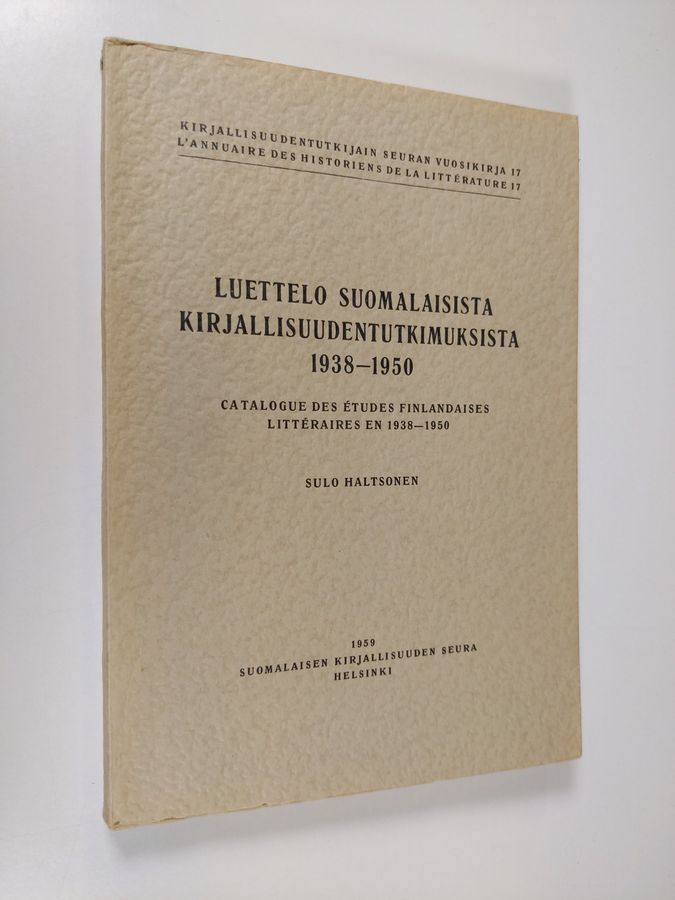 KIRJALLISUUDENTUTKIJAIN SEURAN VUOSIKIRJA 17
L'ANNUAIRE DES HISTORIENS DE LA LITTÉRATURE 17
LUETTELO SUOMALAISISTA
KIRJALLISUUDENTUTKIMUKSISTA
1938—1950
CATALOGUE DES ÉTUDES FINLANDAISES
LITTÉRAIRES EN 1938—1950
SULO HALTSONEN
1959
SUOMALAISEN KIRJALLISUUDEN SEURA
HELSINKI